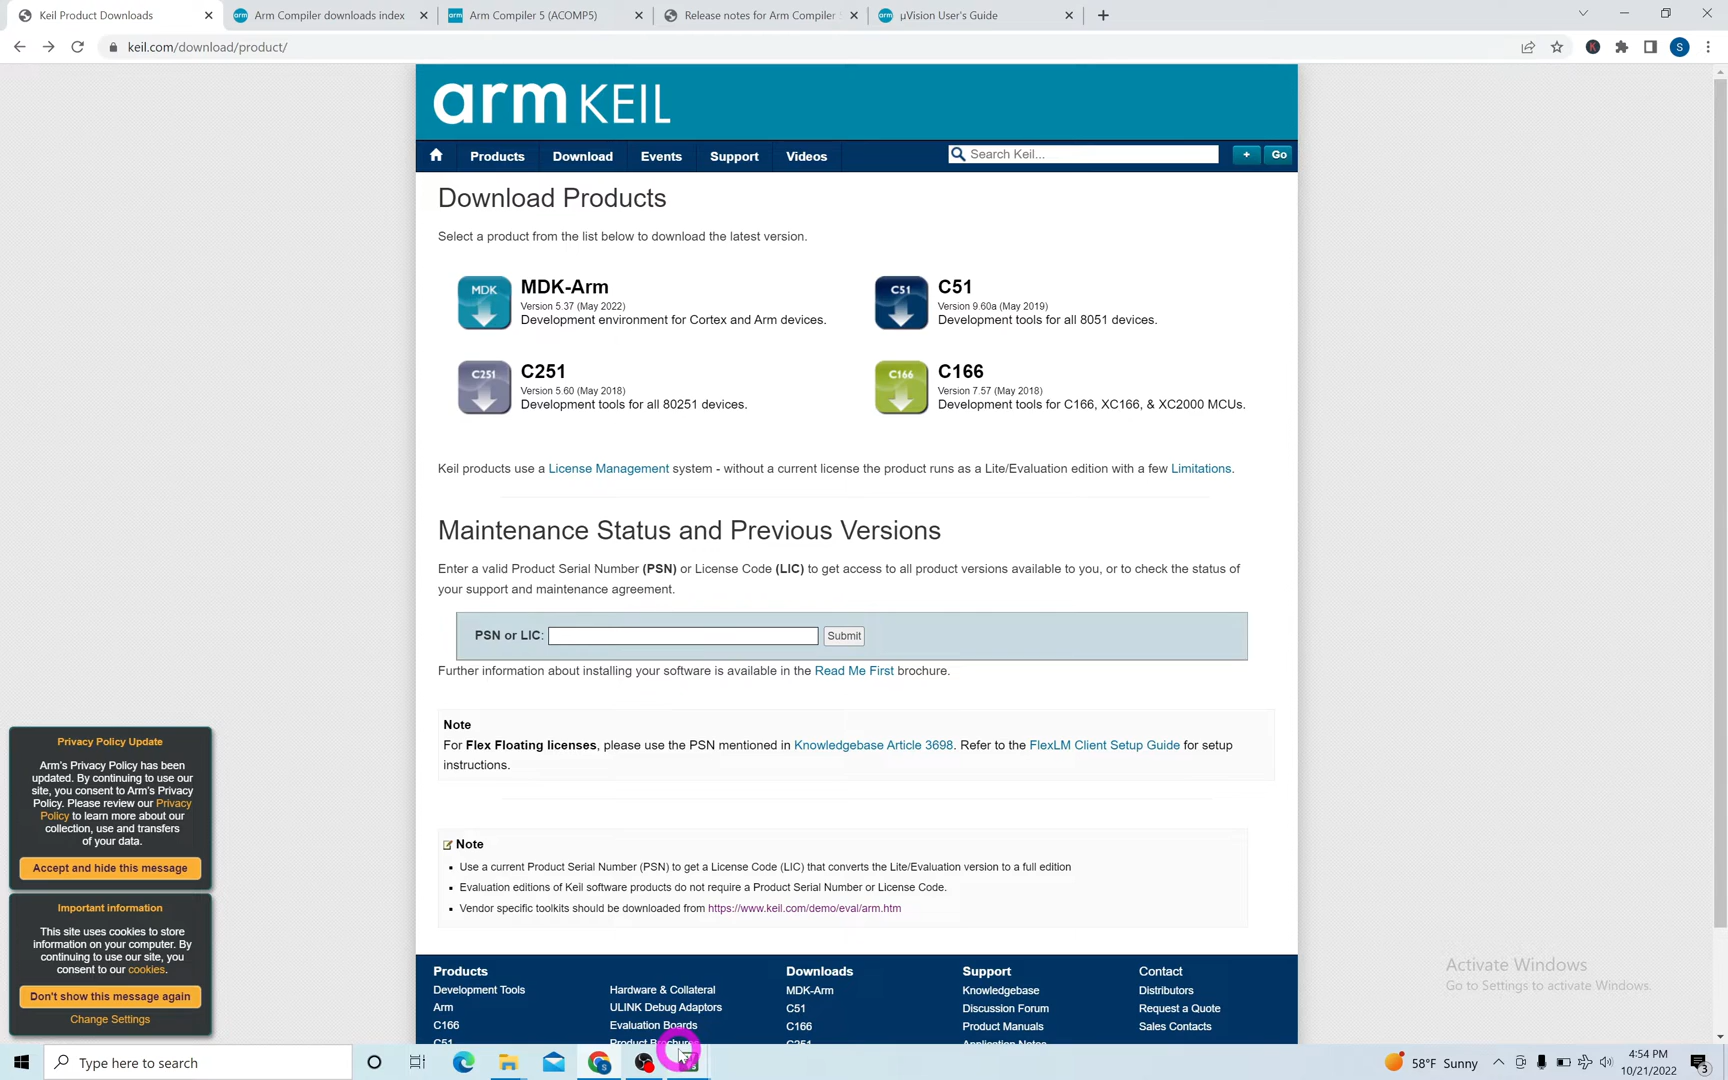 Keil Product Downloads
Arm Compiler downloads index
Arm Compiler 5 (ACOMP5)
Release notes for Arm Compiler
µVision User's Guide
keil.com/download/product/
S
arm KEIL
Products Download Events Support Videos
Search Keil...
+ Go
Download Products
Select a product from the list below to download the latest version.
MDK
MDK-Arm
Version 5.37 (May 2022)
Development environment for Cortex and Arm devices.
C51
C51
Version 9.60a (May 2019)
Development tools for all 8051 devices.
C251
C251
Version 5.60 (May 2018)
Development tools for all 80251 devices.
C166
C166
Version 7.57 (May 2018)
Development tools for C166, XC166, & XC2000 MCUs.
Keil products use a License Management system - without a current license the product runs as a Lite/Evaluation edition with a few Limitations.
Maintenance Status and Previous Versions
Enter a valid Product Serial Number (PSN) or License Code (LIC) to get access to all product versions available to you, or to check the status of
your support and maintenance agreement.
PSN or LIC: Submit
Further information about installing your software is available in the Read Me First brochure.
Note
For Flex Floating licenses, please use the PSN mentioned in Knowledgebase Article 3698. Refer to the FlexLM Client Setup Guide for setup
instructions.
Note
Use a current Product Serial Number (PSN) to get a License Code (LIC) that converts the Lite/Evaluation version to a full edition
Evaluation editions of Keil software products do not require a Product Serial Number or License Code.
Vendor specific toolkits should be downloaded from https://www.keil.com/demo/eval/arm.htm
Privacy Policy Update
Arm's Privacy Policy has been
updated. By continuing to use our
site, you consent to Arm's Privacy
Policy. Please review our Privacy
Policy to learn more about our
collection, use and transfers
of your data.
Accept and hide this message
Important information
This site uses cookies to store
information on your computer. By
continuing to use our site, you
consent to our cookies.
Don't show this message again
Change Settings
Products
Development Tools
Arm
C166
C51
Hardware & Collateral
ULINK Debug Adaptors
Evaluation Boards
Product Brochures
Downloads
MDK-Arm
C51
C166
C251
Support
Knowledgebase
Discussion Forum
Product Manuals
Application Notes
Contact
Distributors
Request a Quote
Sales Contacts
Activate Windows
Go to Settings to activate Windows.
Type here to search
58°F Sunny
4:54 PM
10/21/2022
3